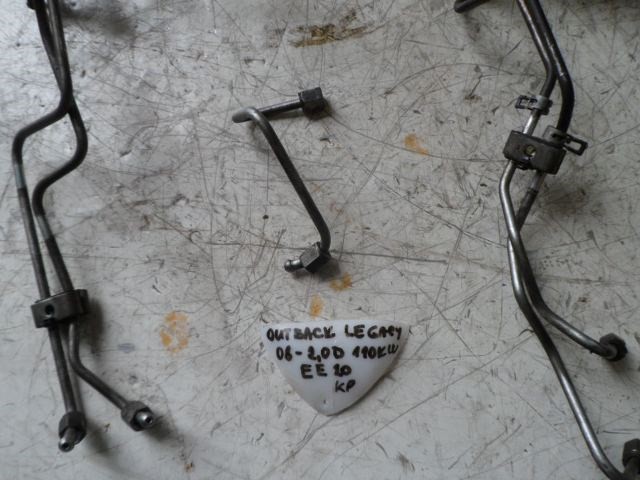 OUTBACK LEGACY
06- 2,0D 110KW
EE 20
KP